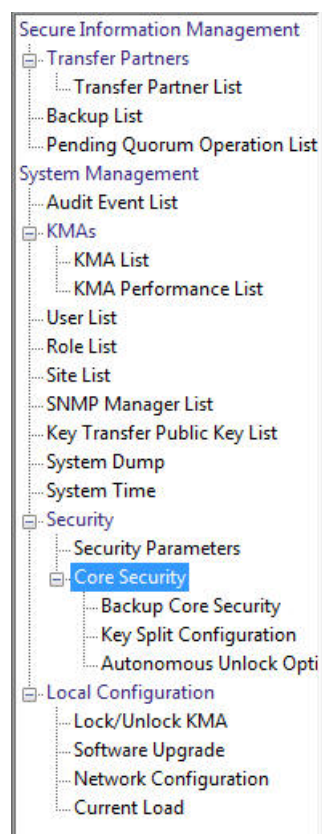 Secure Information Management
Transfer Partners
Transfer Partner List
Backup List
Pending Quorum Operation List
System Management
Audit Event List
KMAs
KMA List
KMA Performance List
User List
Role List
Site List
SNMP Manager List
Key Transfer Public Key List
System Dump
System Time
Security
Security Parameters
Core Security
Backup Core Security
Key Split Configuration
Autonomous Unlock Opti
Local Configuration
Lock/Unlock KMA
Software Upgrade
Network Configuration
Current Load